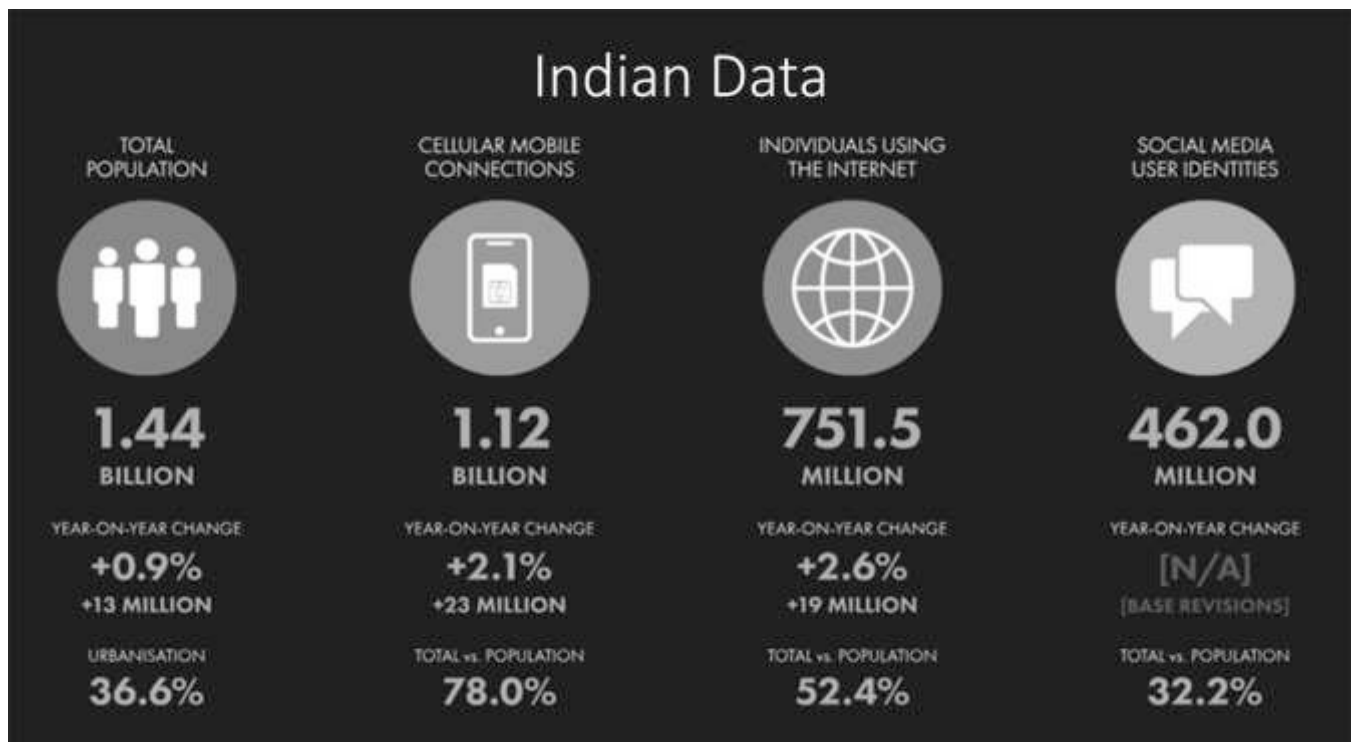 Indian Data
TOTAL
POPULATION
1.44
BILLION
YEAR-ON-YEAR CHANGE
+0.9%
+13 MILLION
URBANISATION
36.6%
CELLULAR MOBILE
CONNECTIONS
1.12
BILLION
YEAR-ON-YEAR CHANGE
+2.1%
+23 MILLION
TOTAL vs. POPULATION
78.0%
INDIVIDUALS USING
THE INTERNET
751.5
MILLION
YEAR-ON-YEAR CHANGE
+2.6%
+19 MILLION
TOTAL vs. POPULATION
52.4%
SOCIAL MEDIA
USER IDENTITIES
462.0
MILLION
YEAR-ON-YEAR CHANGE
[N/A]
[BASE REVISIONS]
TOTAL vs. POPULATION
32.2%